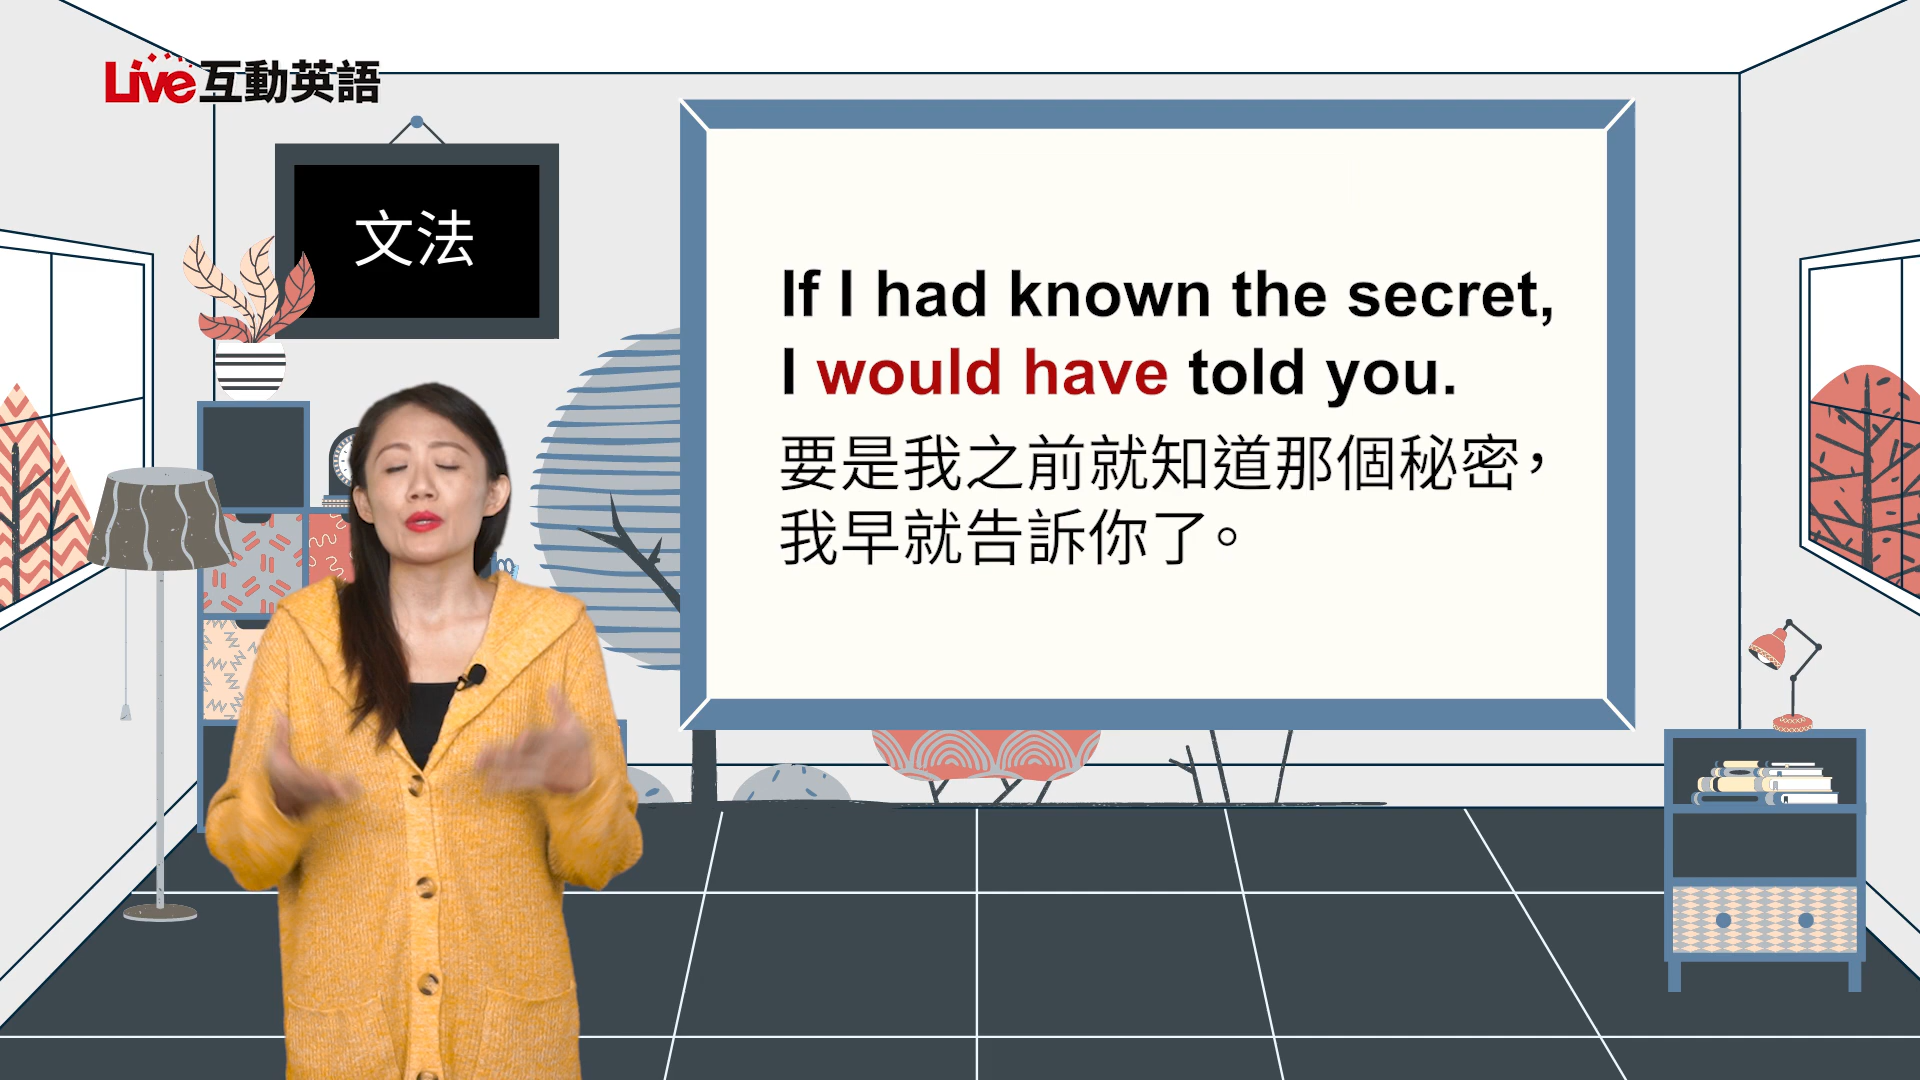 Live互動英語
文法
If I had known the secret,
I would have told you.
要是我之前就知道那個秘密，
我早就告訴你了。